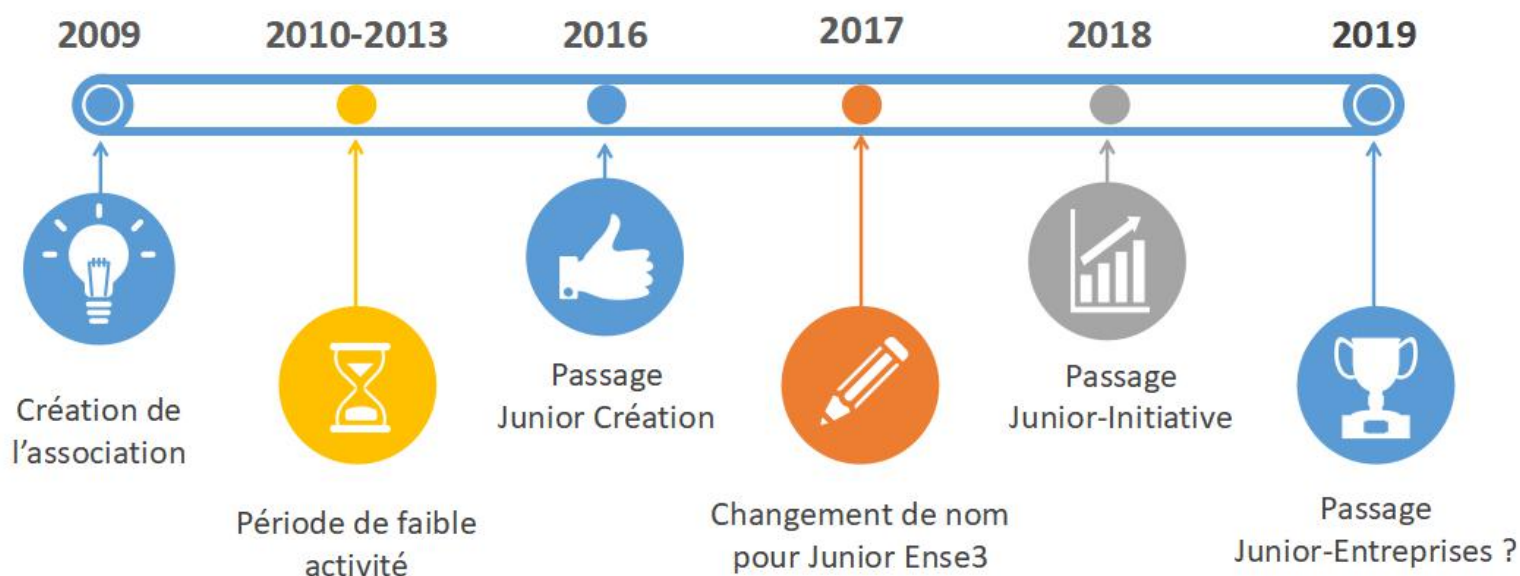 2009
2010-2013
2016
2017
2018
2019
Création de
l'association
Période de faible
activité
Passage
Junior Création
Changement de nom
pour Junior Ense3
Passage
Junior-Initiative
Passage
Junior-Entreprises ?